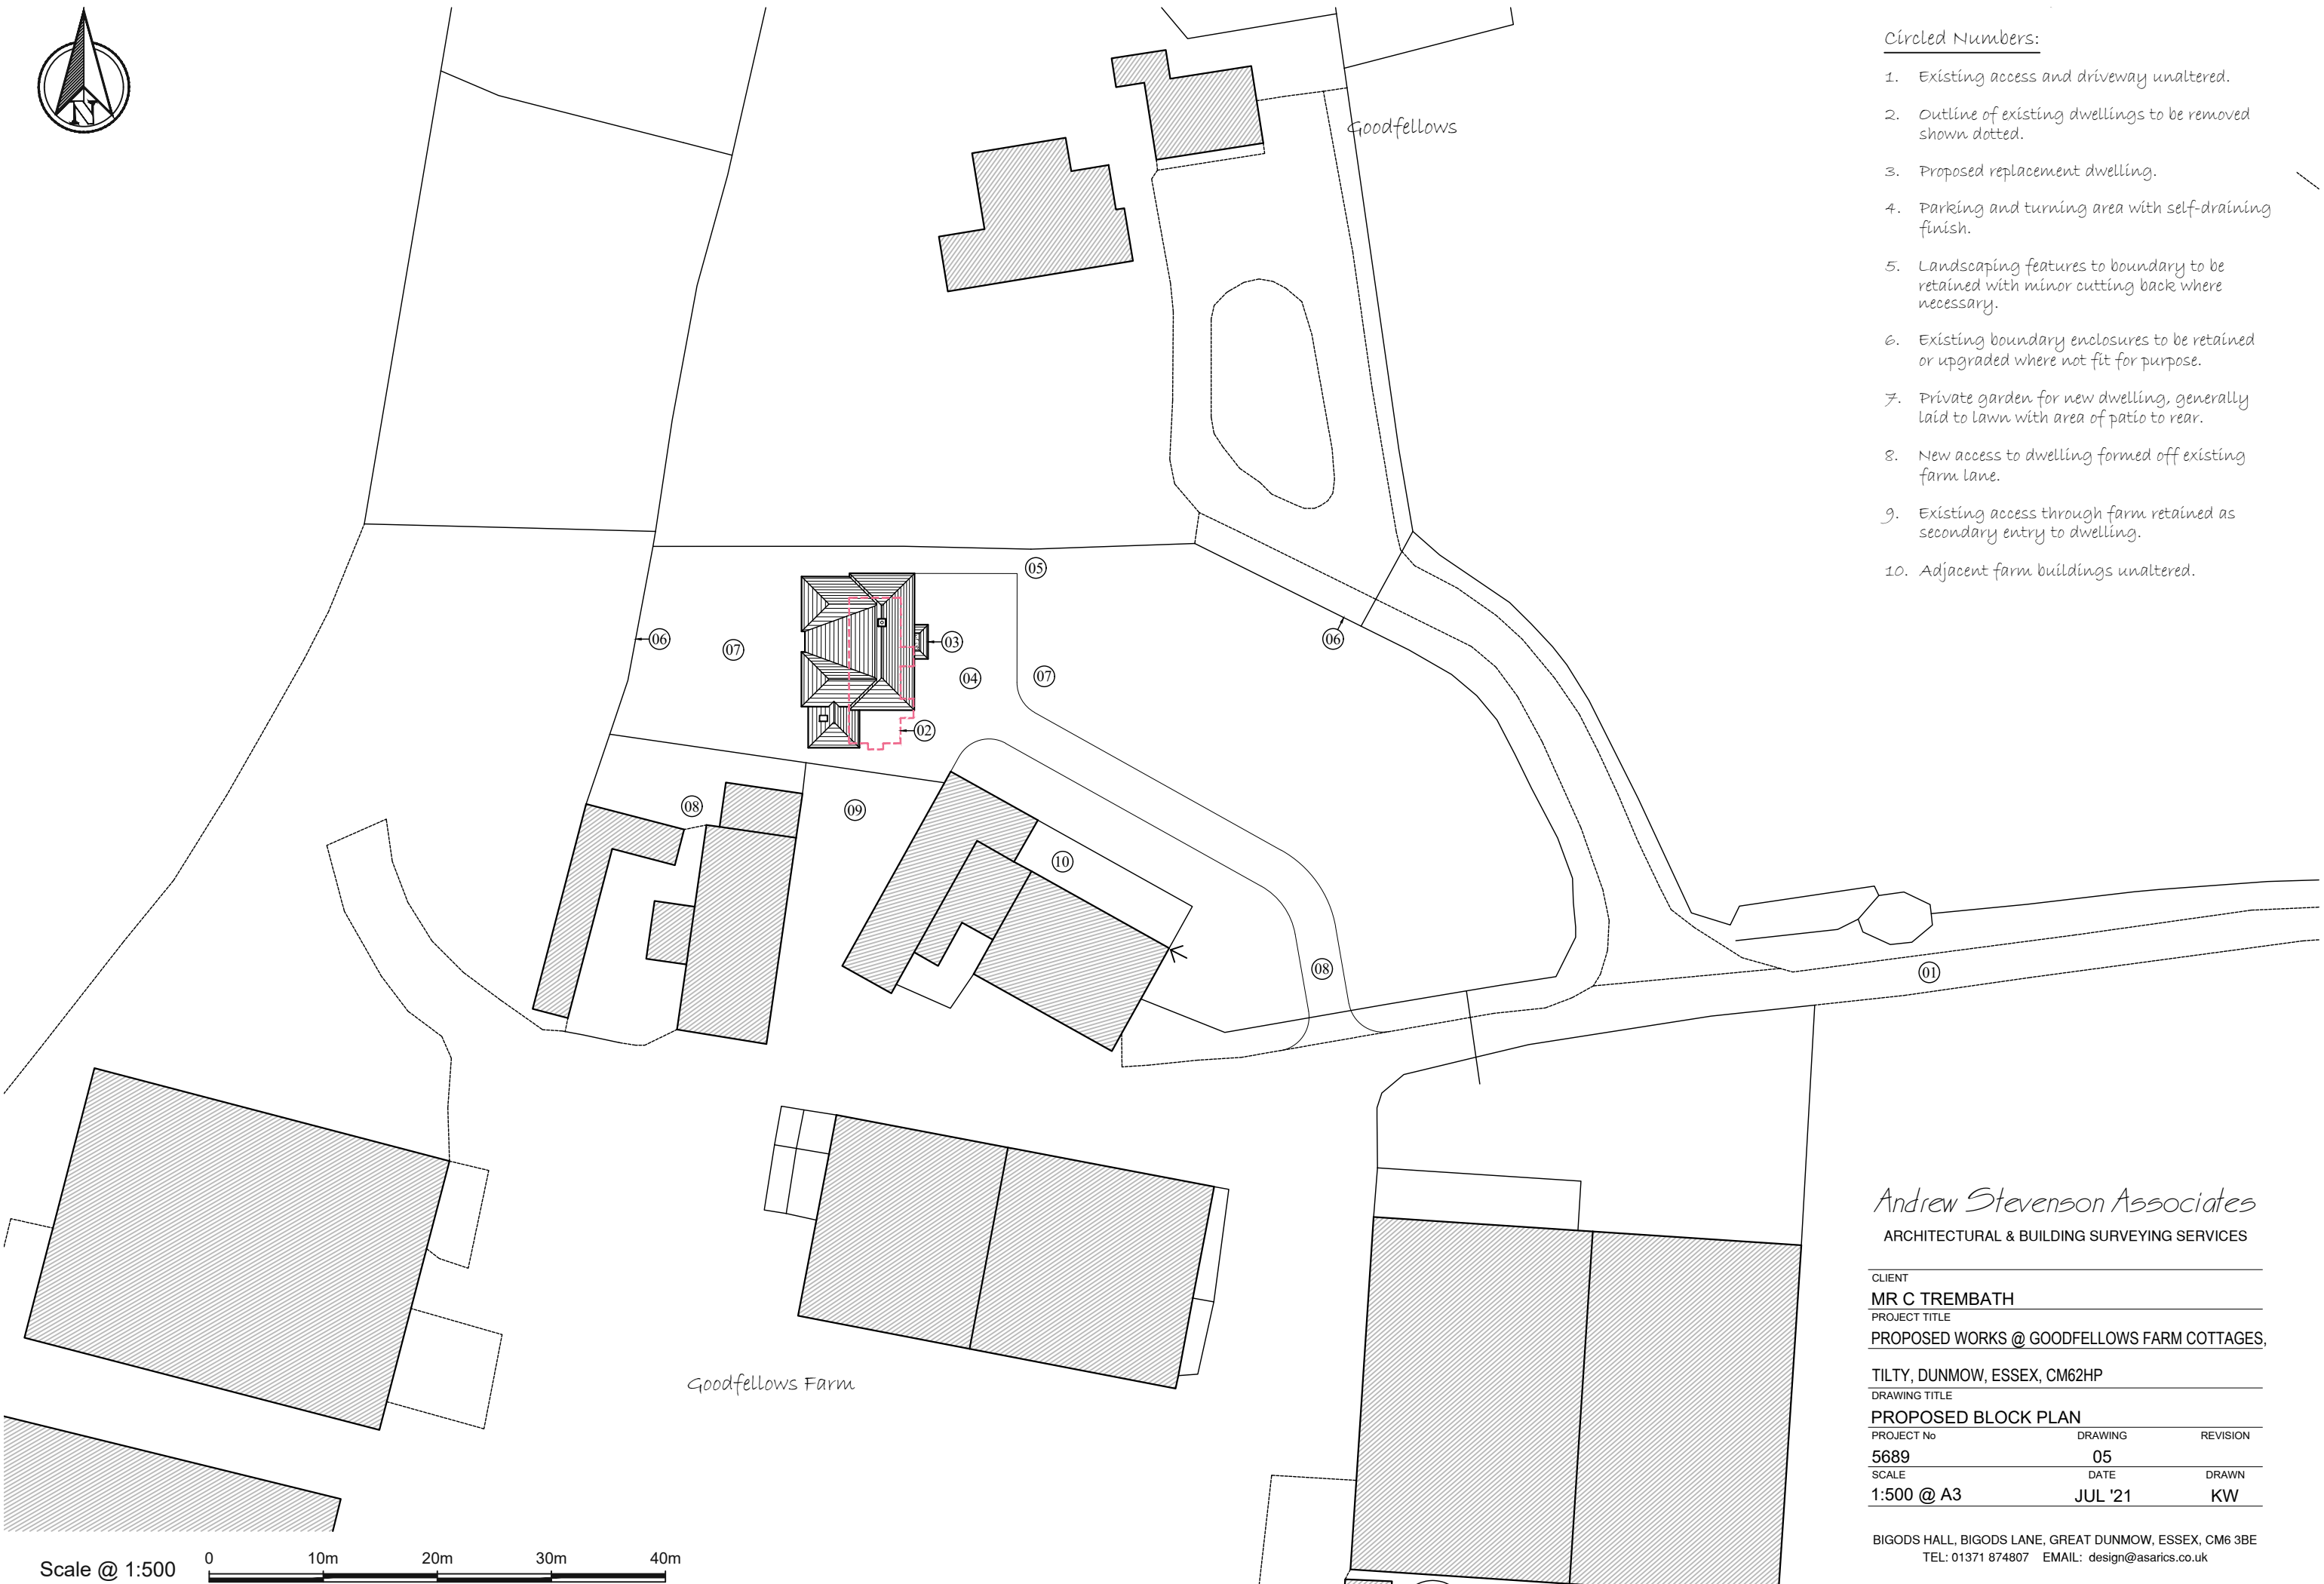 N
Circled Numbers:
1. Existing access and driveway unaltered.
2. Outline of existing dwellings to be removed
shown dotted.
3. Proposed replacement dwelling.
4. Parking and turning area with self-draining
finish.
5. Landscaping features to boundary to be
retained with minor cutting back where
necessary.
6. Existing boundary enclosures to be retained
or upgraded where not fit for purpose.
7. Private garden for new dwelling, generally
laid to lawn with area of patio to rear.
8. New access to dwelling formed off existing
farm lane.
9. Existing access through farm retained as
secondary entry to dwelling.
10. Adjacent farm buildings unaltered.
Goodfellows
05
06
07
03
06
04
07
02
08
09
10
08
01
Goodfellows Farm
Andrew Stevenson Associates
ARCHITECTURAL & BUILDING SURVEYING SERVICES
CLIENT
MR C TREMBATH
PROJECT TITLE
PROPOSED WORKS @ GOODFELLOWS FARM COTTAGES,
TILTY, DUNMOW, ESSEX, CM62HP
DRAWING TITLE
PROPOSED BLOCK PLAN
PROJECT No DRAWING REVISION
5689 05
SCALE DATE DRAWN
1:500 @ A3 JUL '21 KW
BIGODS HALL, BIGODS LANE, GREAT DUNMOW, ESSEX, CM6 3BE
TEL: 01371 874807 EMAIL: design@asarics.co.uk
Scale @ 1:500 0 10m 20m 30m 40m